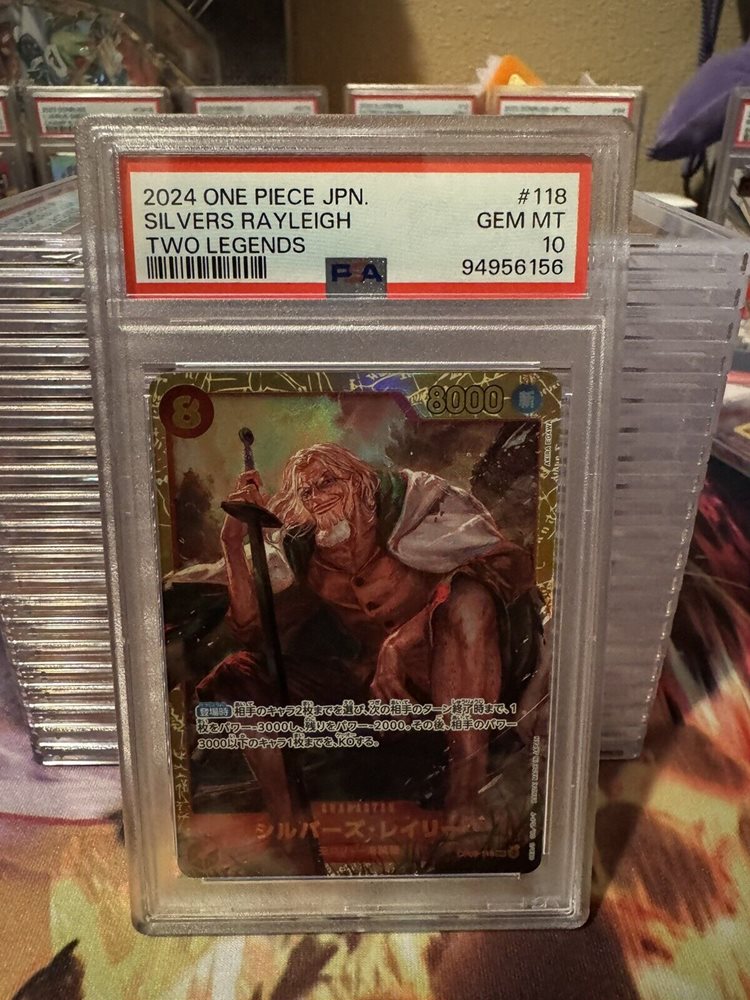 2024 ONE PIECE JPN.
#118
SILVERS RAYLEIGH
GEM MT
TWO LEGENDS
10
PSA
94956156
8
8000
斬
登場時 相手のキャラ2枚までを選び、次の相手のターン終了時まで、1
枚をパワー-3000し、残りをパワー-2000。その後、相手のパワー
3000以下のキャラ1枚までを、KOする。
CHARACTER
シルバーズ・レイリー